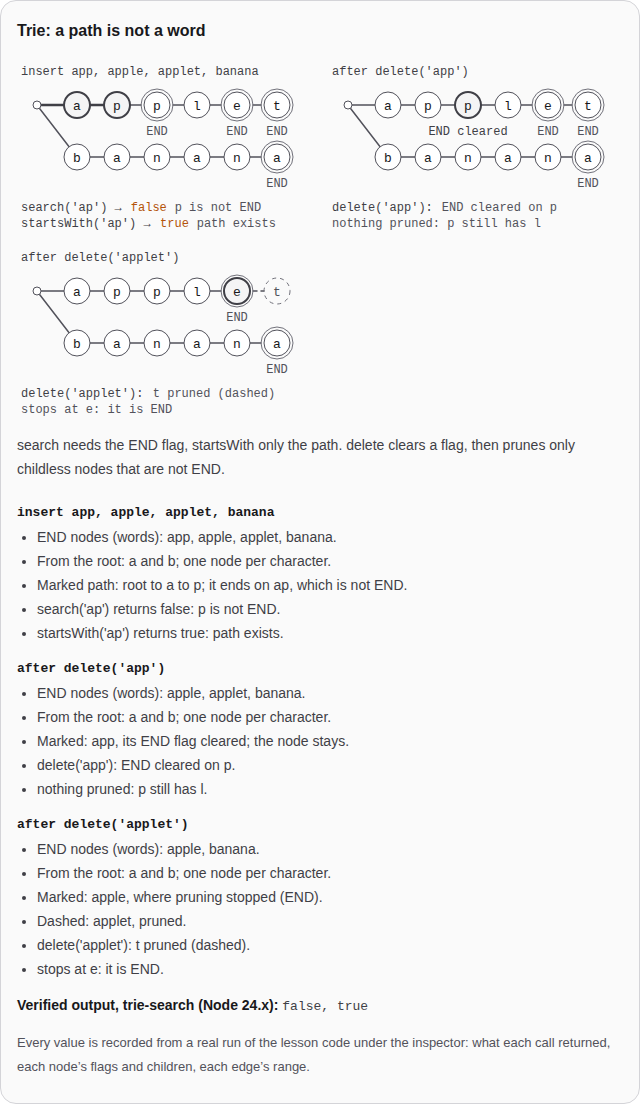 Trie: a path is not a word
insert app, apple, applet, banana
a p p l e t
END END END
b a n a n a
END
search('ap') → false p is not END
startsWith('ap') → true path exists
after delete('app')
a p p l e t
END cleared END END
b a n a n a
END
delete('app'): END cleared on p
nothing pruned: p still has l
after delete('applet')
a p p l e t
END
b a n a n a
END
delete('applet'): t pruned (dashed)
stops at e: it is END
search needs the END flag, startsWith only the path. delete clears a flag, then prunes only
childless nodes that are not END.
insert app, apple, applet, banana
• END nodes (words): app, apple, applet, banana.
• From the root: a and b; one node per character.
• Marked path: root to a to p; it ends on ap, which is not END.
• search('ap') returns false: p is not END.
• startsWith('ap') returns true: path exists.
after delete('app')
• END nodes (words): apple, applet, banana.
• From the root: a and b; one node per character.
• Marked: app, its END flag cleared; the node stays.
• delete('app'): END cleared on p.
• nothing pruned: p still has l.
after delete('applet')
• END nodes (words): apple, banana.
• From the root: a and b; one node per character.
• Marked: apple, where pruning stopped (END).
• Dashed: applet, pruned.
• delete('applet'): t pruned (dashed).
• stops at e: it is END.
Verified output, trie-search (Node 24.x): false, true
Every value is recorded from a real run of the lesson code under the inspector: what each call returned,
each node’s flags and children, each edge’s range.